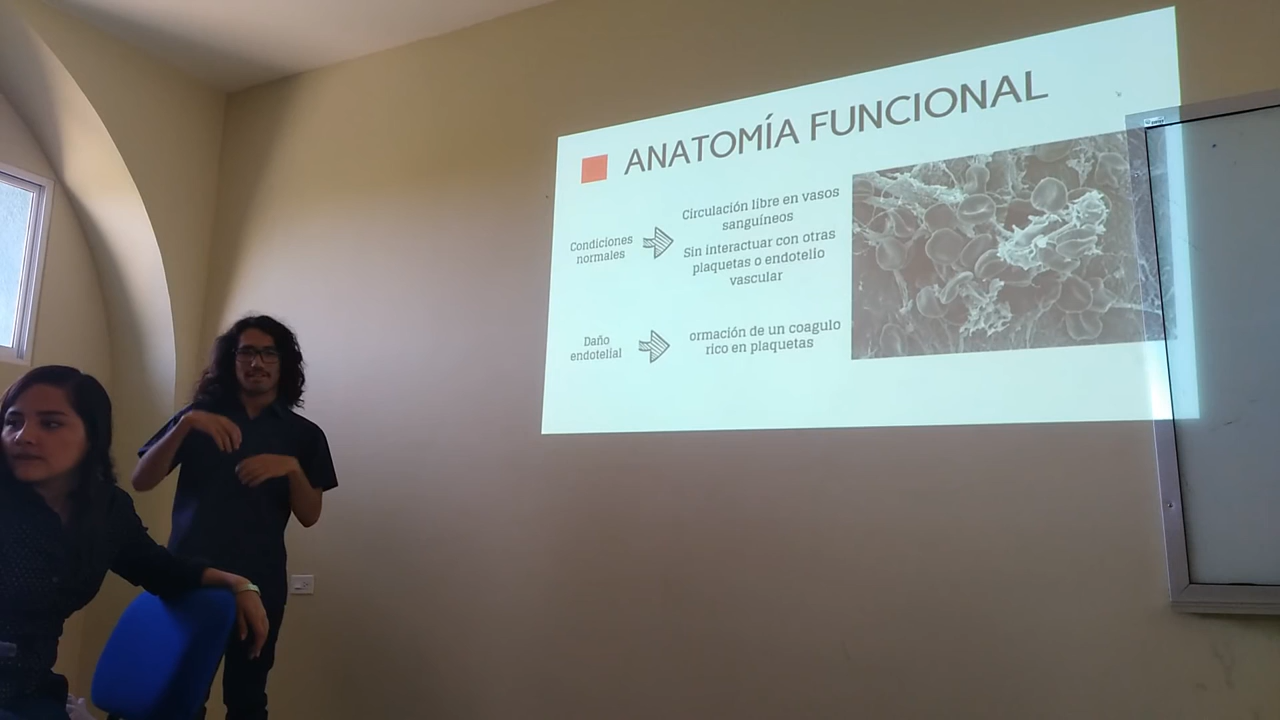 ANATOMÍA FUNCIONAL
Condiciones
normales
Circulación libre en vasos
sanguíneos
Sin interactuar con otras
plaquetas o endotelio
vascular
Daño
endotelial
ormación de un coagulo
rico en plaquetas